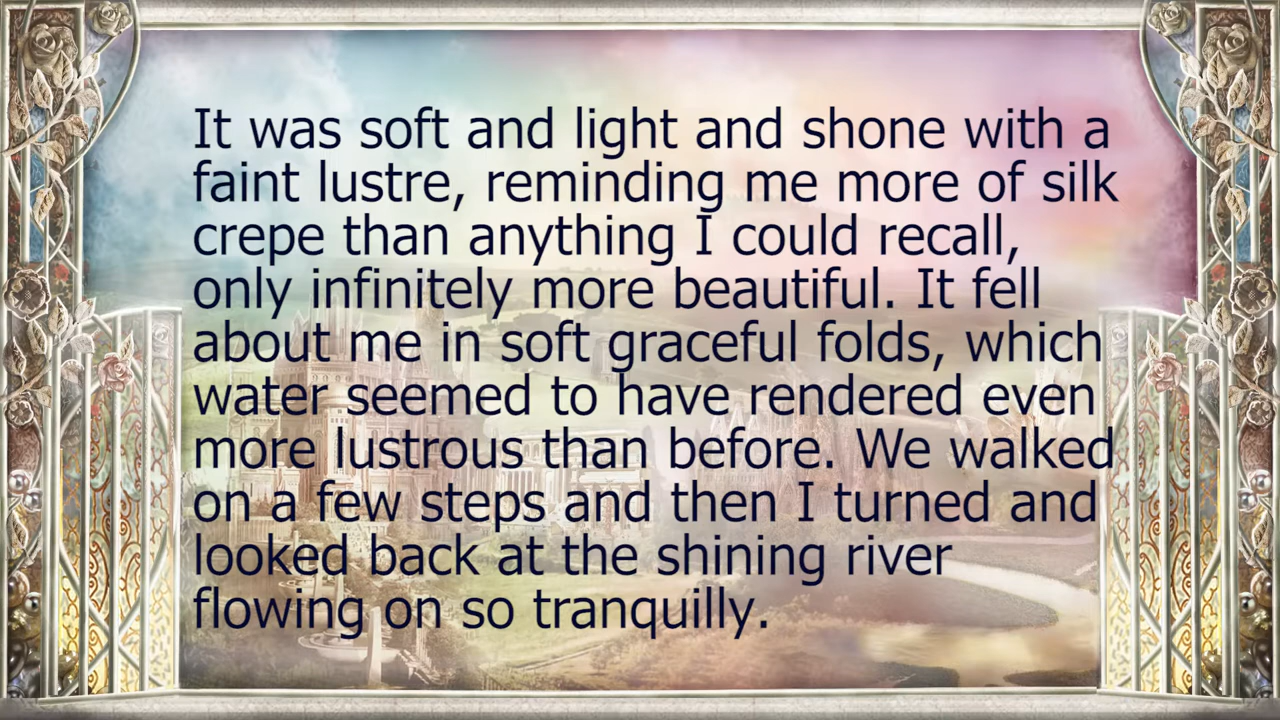 It was soft and light and shone with a
faint lustre, reminding me more of silk
crepe than anything I could recall,
only infinitely more beautiful. It fell
about me in soft graceful folds, which
water seemed to have rendered even
more lustrous than before. We walked
on a few steps and then I turned and
looked back at the shining river
flowing on so tranquilly.